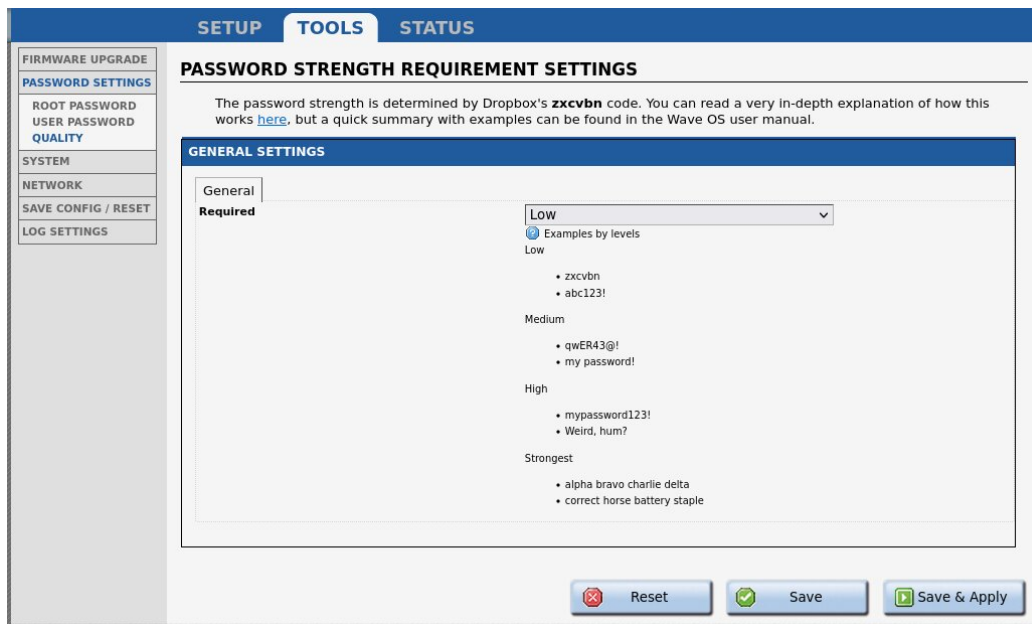 SETUP TOOLS STATUS
FIRMWARE UPGRADE
PASSWORD SETTINGS
ROOT PASSWORD
USER PASSWORD
QUALITY
SYSTEM
NETWORK
SAVE CONFIG / RESET
LOG SETTINGS
PASSWORD STRENGTH REQUIREMENT SETTINGS
The password strength is determined by Dropbox's zxcvbn code. You can read a very in-depth explanation of how this
works here, but a quick summary with examples can be found in the Wave OS user manual.
GENERAL SETTINGS
General
Required
Low
Examples by levels
Low
• zxcvbn
• abc123!
Medium
• qwER43@!
• my password!
High
• mypassword123!
• Weird, hum?
Strongest
• alpha bravo charlie delta
• correct horse battery staple
Reset Save Save & Apply